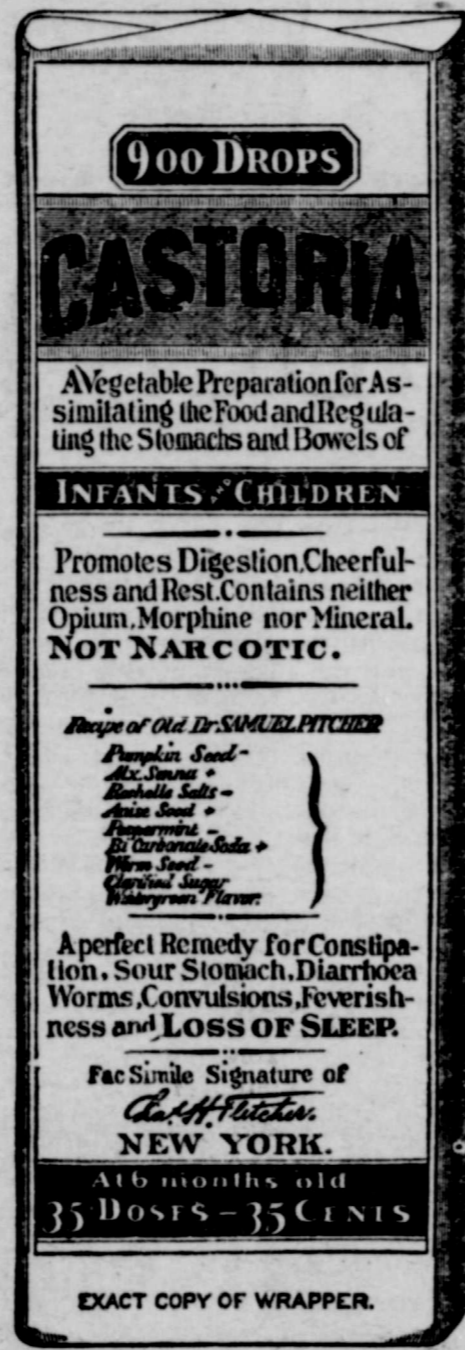 900 DROPS
CASTORIA
AVegetable Preparation for As-
similating the Food and Regula-
ting the Stomachs and Bowels of
INFANTS & CHILDREN
Promotes Digestion, Cheerful-
ness and Rest. Contains neither
Opium, Morphine nor Mineral.
NOT NARCOTIC.
Recipe of Old Dr SAMUEL PITCHER
Pumpkin Seed -
Alx. Senna +
Rochelle Salts -
Anise Seed +
Peppermint -
Bi Carbonate Soda +
Worm Seed -
Clarified Sugar
Wintergreen Flavor.
A perfect Remedy for Constipa-
tion, Sour Stomach, Diarrhoea
Worms, Convulsions, Feverish-
ness and LOSS OF SLEEP.
Fac Simile Signature of
Chas. H. Fletcher.
NEW YORK.
At 6 months old
35 DOSES - 35 CENTS
EXACT COPY OF WRAPPER.